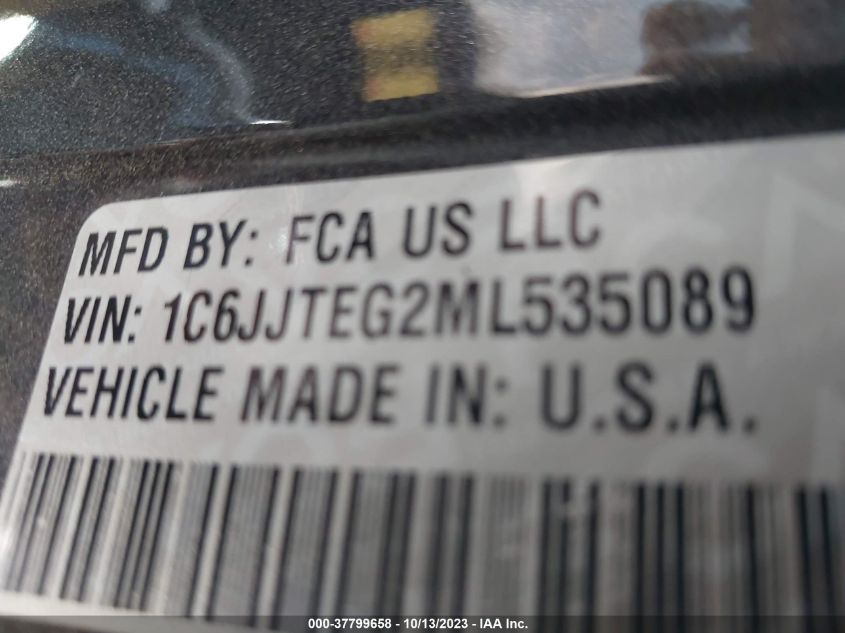 MFD BY: FCA US LLC
VIN: 1C6JJTEG2ML535089
VEHICLE MADE IN: U.S.A.
000-37799658 - 10/13/2023 - IAA Inc.